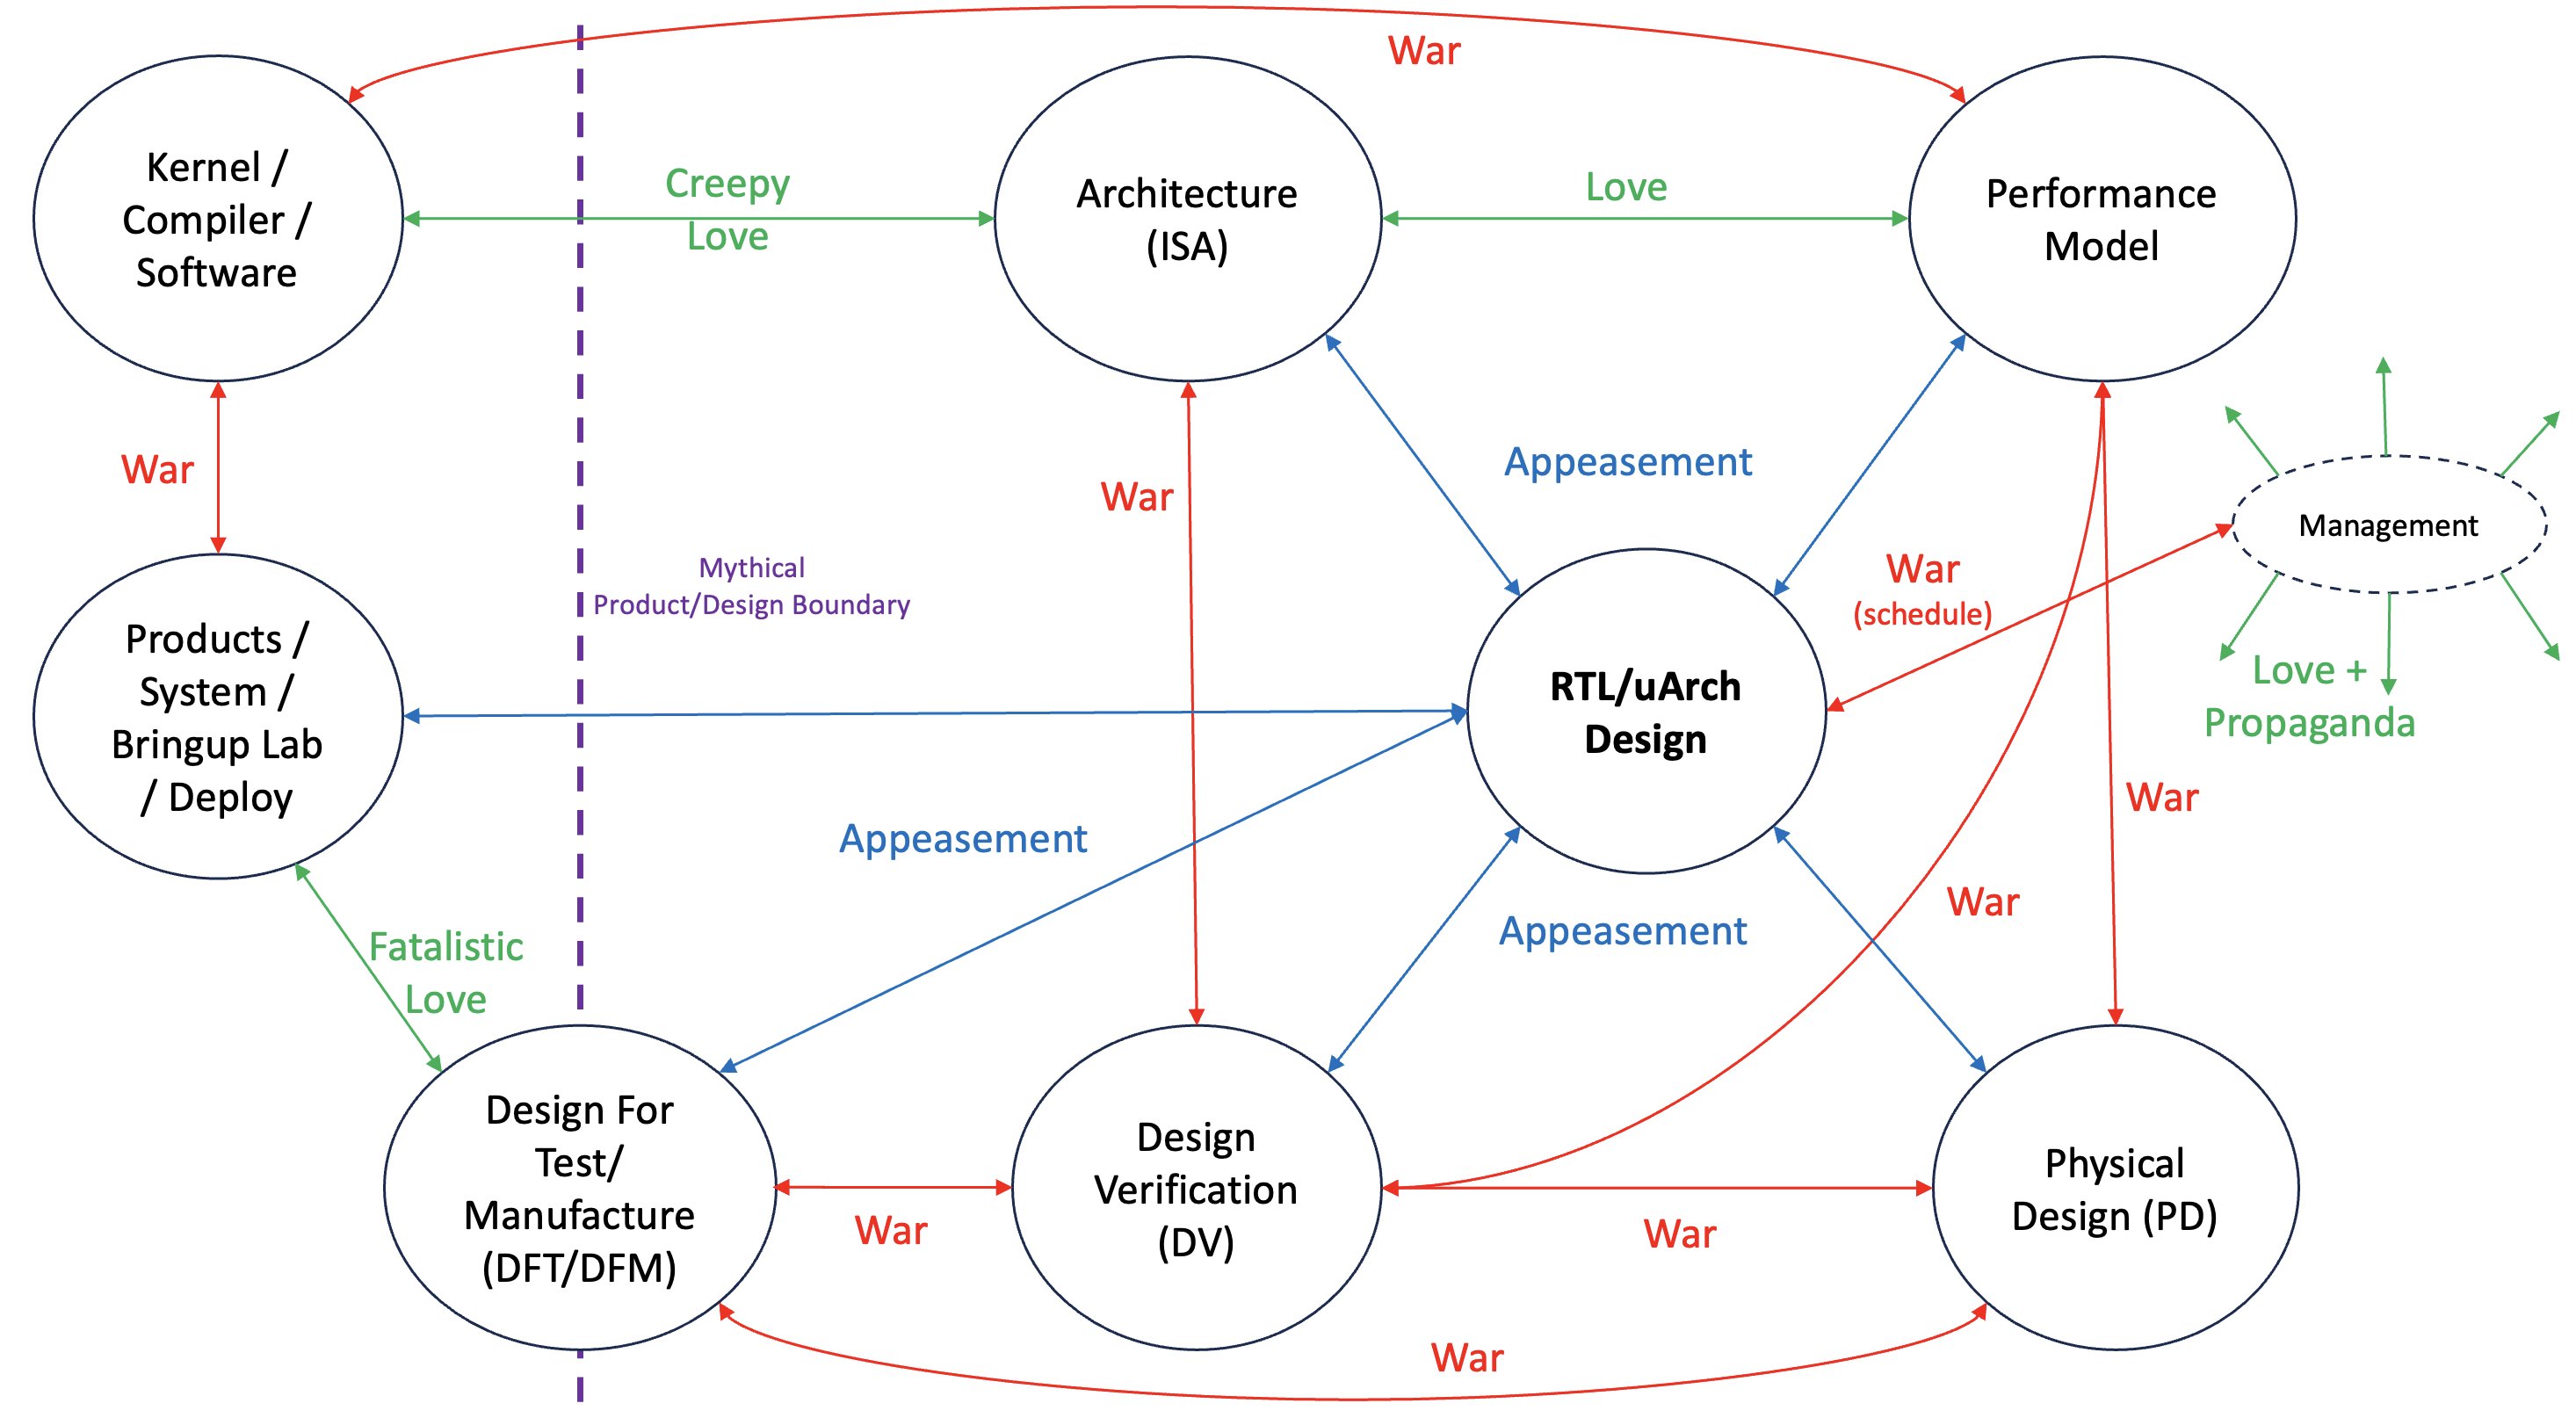 War
Kernel /
Compiler /
Software
Creepy
Love
Architecture
(ISA)
Love
Performance
Model
War
War
Appeasement
Management
Mythical
Product/Design Boundary
War
(schedule)
Products /
System /
Bringup Lab
/ Deploy
RTL/uArch
Design
Love +
Propaganda
War
Appeasement
War
Appeasement
Fatalistic
Love
Design For
Test/
Manufacture
(DFT/DFM)
War
Design
Verification
(DV)
War
Physical
Design (PD)
War